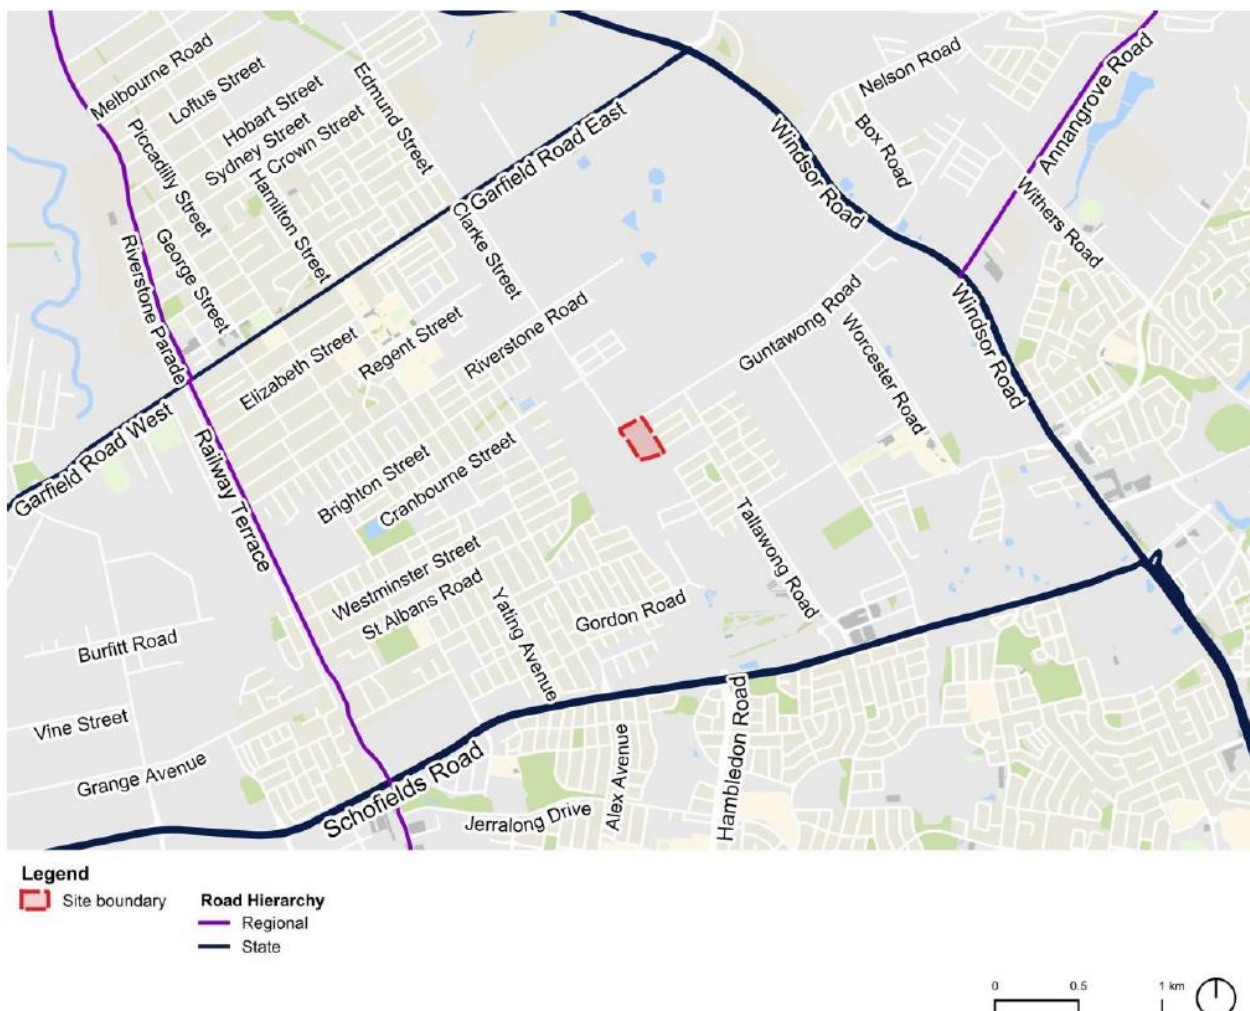 Melbourne Road
Loftus Street
Hobart Street
Sydney Street
Crown Street
Edmund Street
Piccadilly Street
Hamilton Street
George Street
Riverstone Parade
Garfield Road East
Clarke Street
Nelson Road
Box Road
Annangrove Road
Withers Road
Windsor Road
Windsor Road
Guntawong Road
Worcester Road
Riverstone Road
Regent Street
Elizabeth Street
Garfield Road West
Railway Terrace
Brighton Street
Cranbourne Street
Tallawong Road
Westminster Street
St Albans Road
Yating Avenue
Gordon Road
Burfitt Road
Vine Street
Grange Avenue
Schofields Road
Jerralong Drive
Alex Avenue
Hambledon Road
Legend
Site boundary
Road Hierarchy
Regional
State
0 0.5 1 km